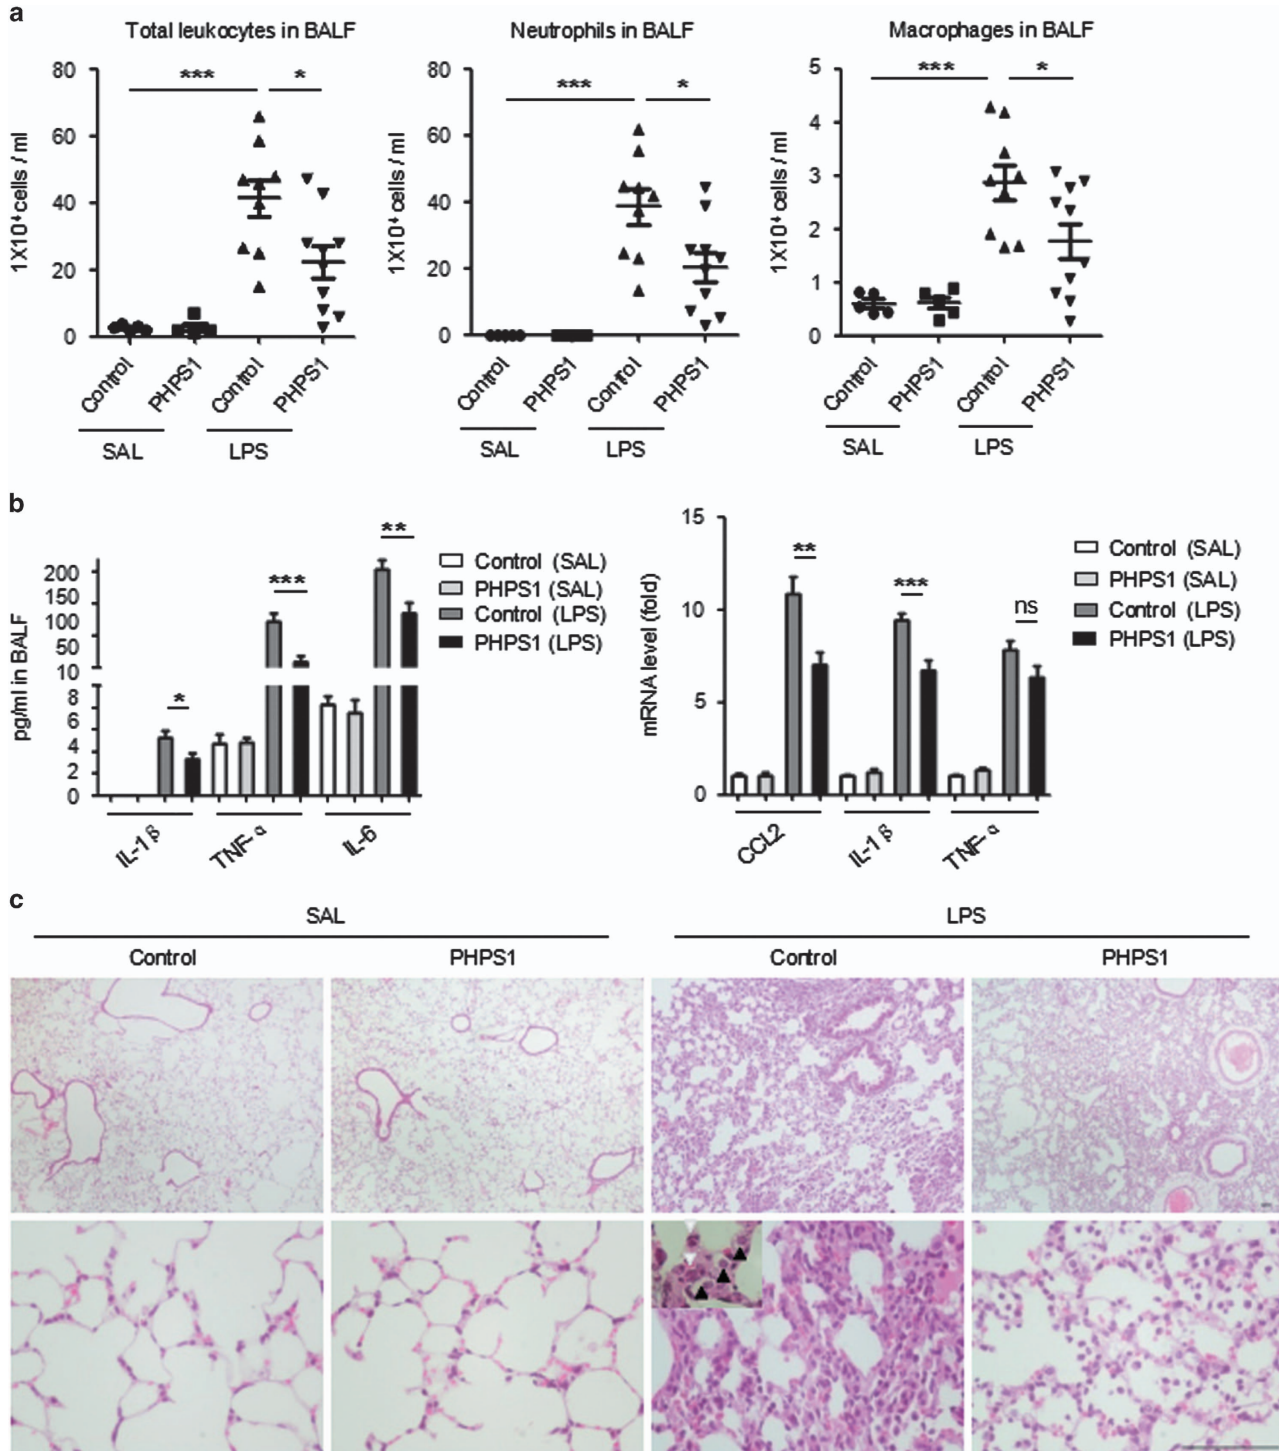 a
Total leukocytes in BALF
Neutrophils in BALF
Macrophages in BALF
*** *
*** *
*** *
1X10⁴ cells / ml
80
60
40
20
0
1X10⁴ cells / ml
80
60
40
20
0
1X10⁴ cells / ml
5
4
3
2
1
0
Control PHPS1 Control PHPS1
Control PHPS1 Control PHPS1
Control PHPS1 Control PHPS1
SAL LPS
SAL LPS
SAL LPS
b
pg/ml in BALF
200
150
100
50
10
8
6
4
2
0
*
***
**
IL-1β TNF-α IL-6
Control (SAL)
PHPS1 (SAL)
Control (LPS)
PHPS1 (LPS)
mRNA level (fold)
15
10
5
0
**
***
ns
CCL2 IL-1β TNF-α
Control (SAL)
PHPS1 (SAL)
Control (LPS)
PHPS1 (LPS)
c
SAL LPS
Control PHPS1 Control PHPS1